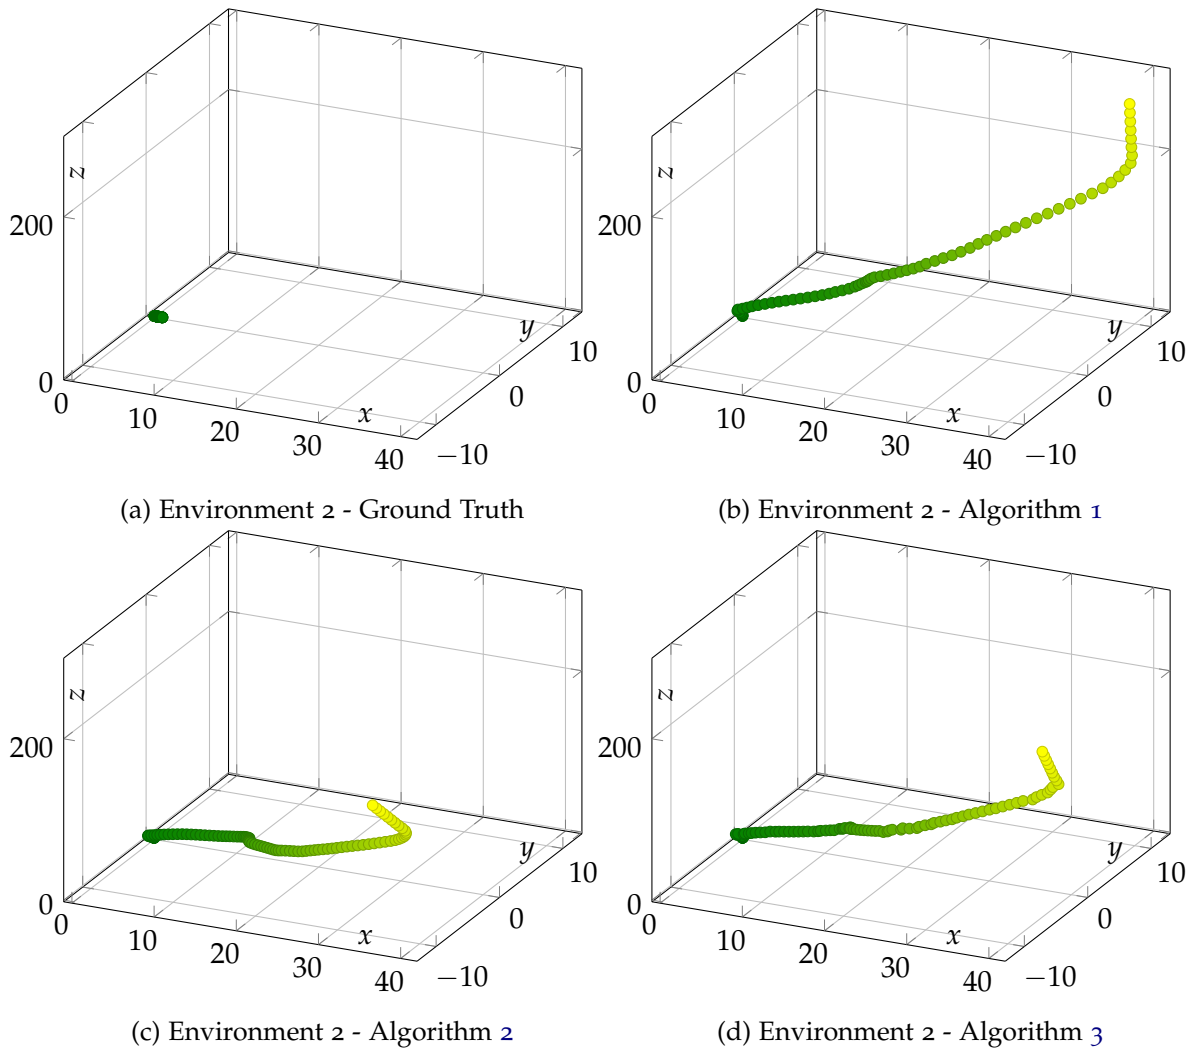 z
200
0
0
10
20
30
40
x
−10
0
10
y
(a) Environment 2 - Ground Truth
z
200
0
0
10
20
30
40
x
−10
0
10
y
(b) Environment 2 - Algorithm 1
z
200
0
0
10
20
30
40
x
−10
0
10
y
(c) Environment 2 - Algorithm 2
z
200
0
0
10
20
30
40
x
−10
0
10
y
(d) Environment 2 - Algorithm 3